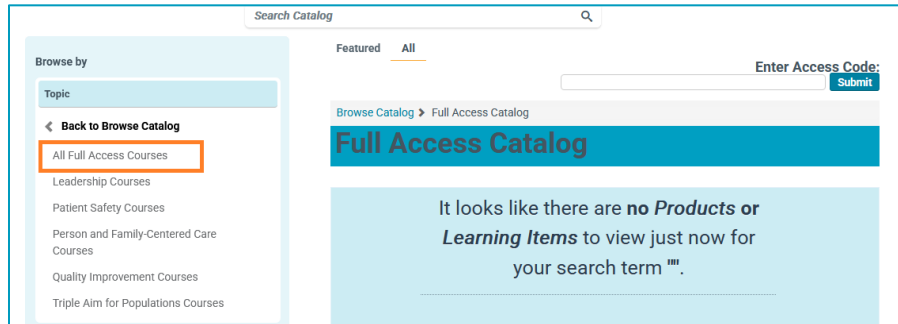 Search Catalog
Browse by
Topic
Back to Browse Catalog
All Full Access Courses
Leadership Courses
Patient Safety Courses
Person and Family-Centered Care
Courses
Quality Improvement Courses
Triple Aim for Populations Courses
Featured All
Enter Access Code:
Submit
Browse Catalog > Full Access Catalog
Full Access Catalog
It looks like there are no Products or
Learning Items to view just now for
your search term "".